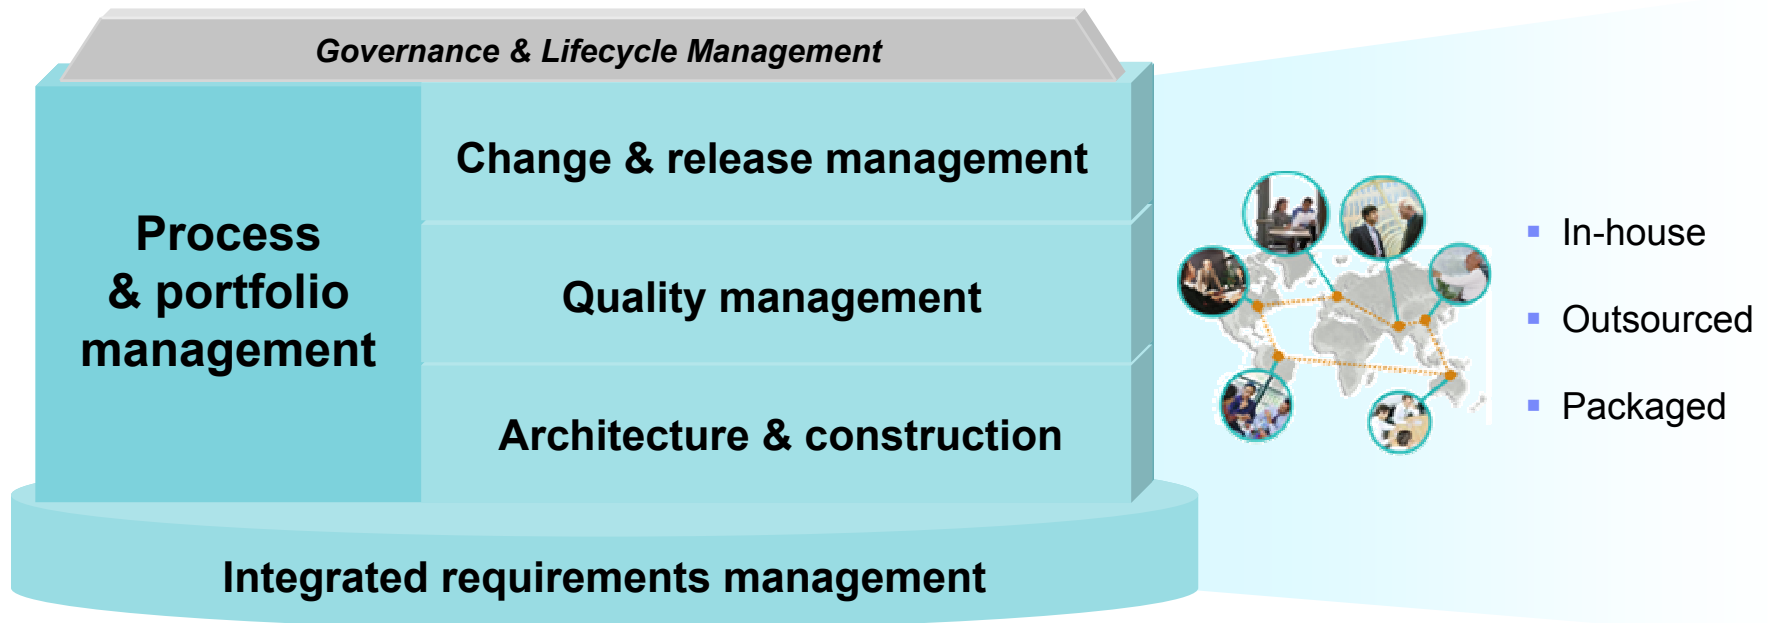 Governance & Lifecycle Management
Process
& portfolio
management
Change & release management
Quality management
Architecture & construction
Integrated requirements management
In-house
Outsourced
Packaged